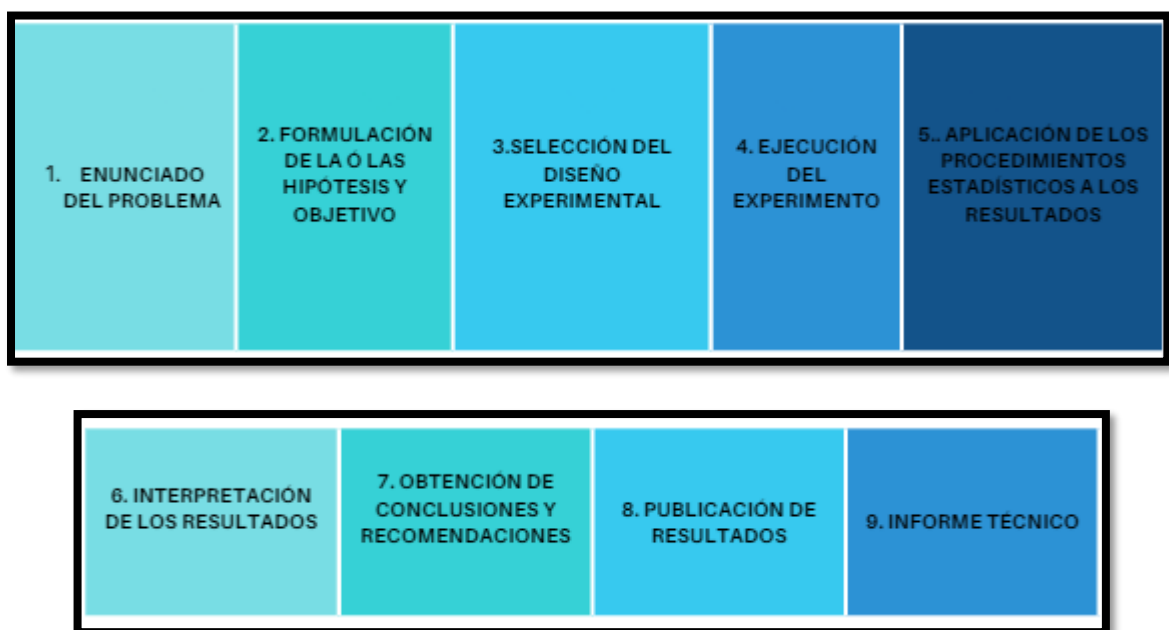 1. ENUNCIADO
DEL PROBLEMA
2. FORMULACIÓN
DE LA Ó LAS
HIPÓTESIS Y
OBJETIVO
3.SELECCIÓN DEL
DISEÑO
EXPERIMENTAL
4. EJECUCIÓN
DEL
EXPERIMENTO
5.. APLICACIÓN DE LOS
PROCEDIMIENTOS
ESTADÍSTICOS A LOS
RESULTADOS
6. INTERPRETACIÓN
DE LOS RESULTADOS
7. OBTENCIÓN DE
CONCLUSIONES Y
RECOMENDACIONES
8. PUBLICACIÓN DE
RESULTADOS
9. INFORME TÉCNICO